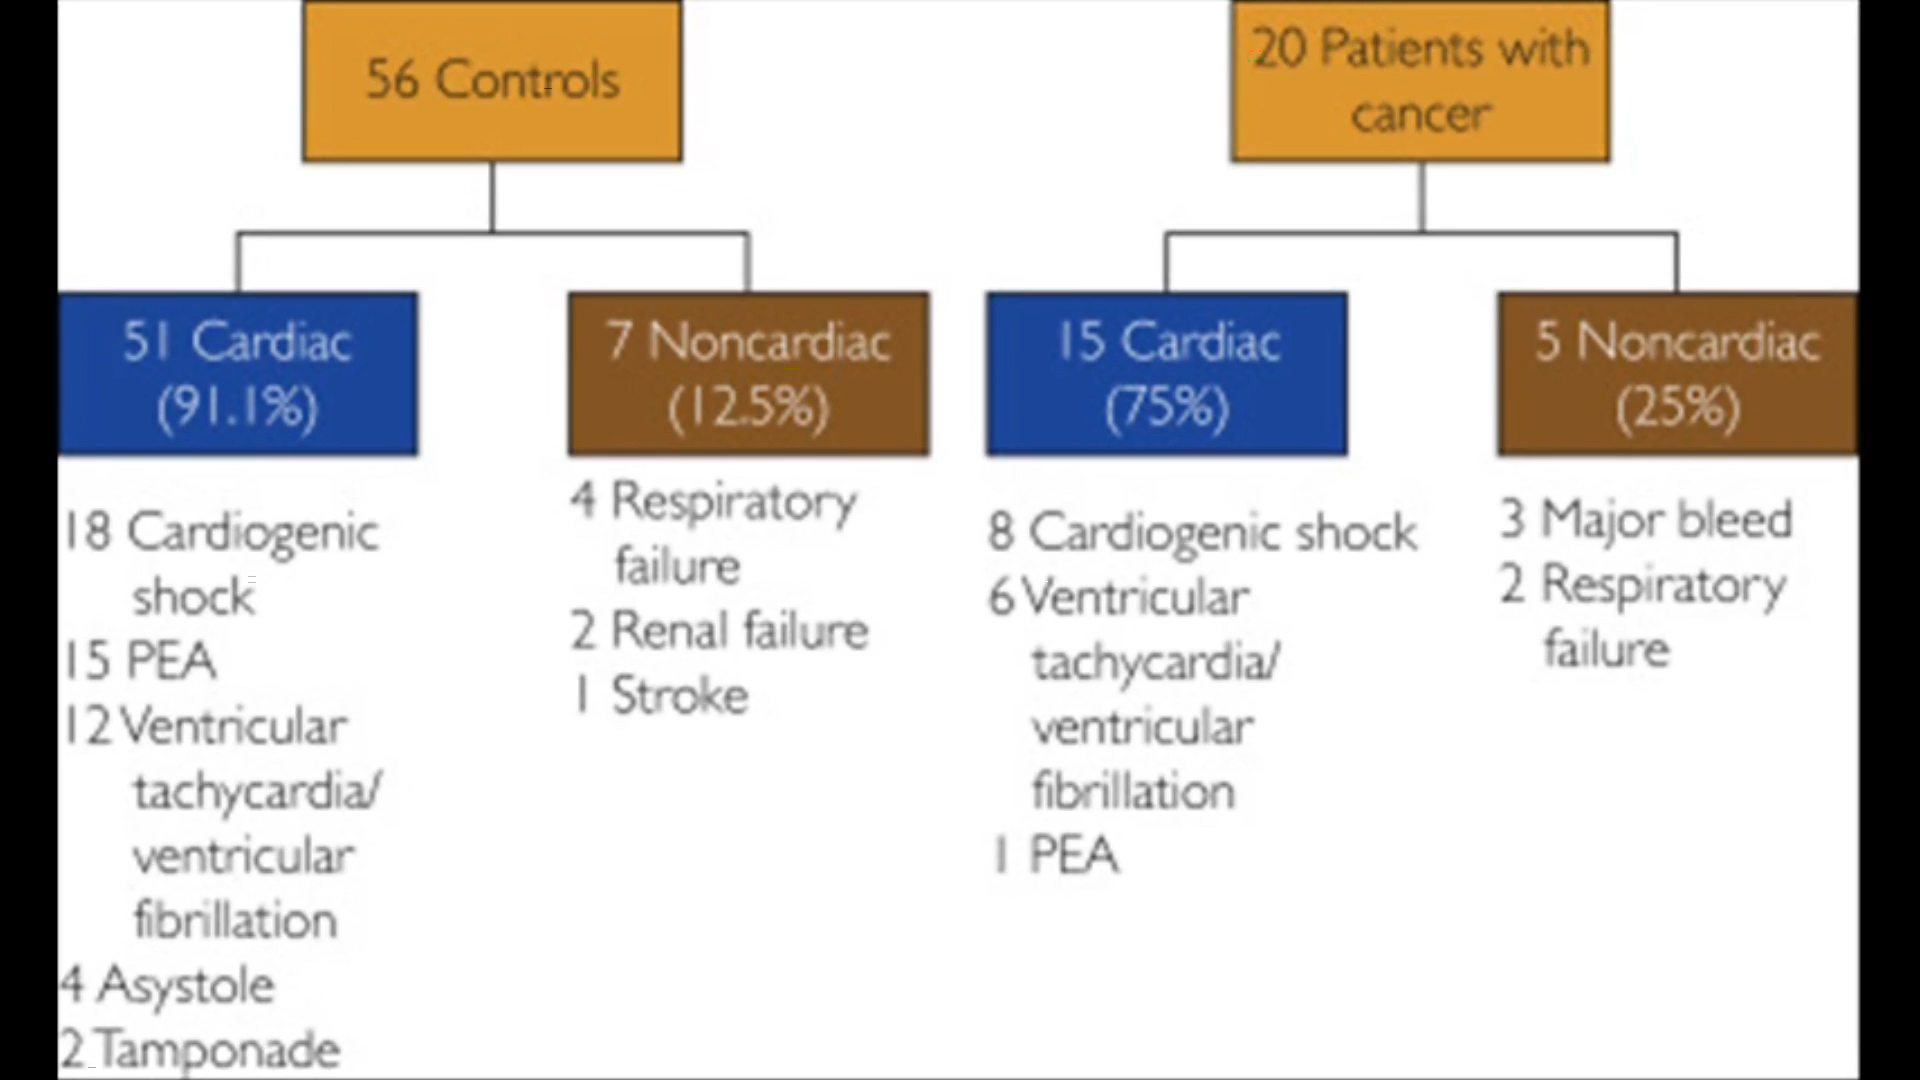 56 Controls
20 Patients with
cancer
51 Cardiac
(91.1%)
7 Noncardiac
(12.5%)
15 Cardiac
(75%)
5 Noncardiac
(25%)
18 Cardiogenic
shock
15 PEA
12 Ventricular
tachycardia/
ventricular
fibrillation
4 Asystole
2 Tamponade
4 Respiratory
failure
2 Renal failure
1 Stroke
8 Cardiogenic shock
6 Ventricular
tachycardia/
ventricular
fibrillation
1 PEA
3 Major bleed
2 Respiratory
failure